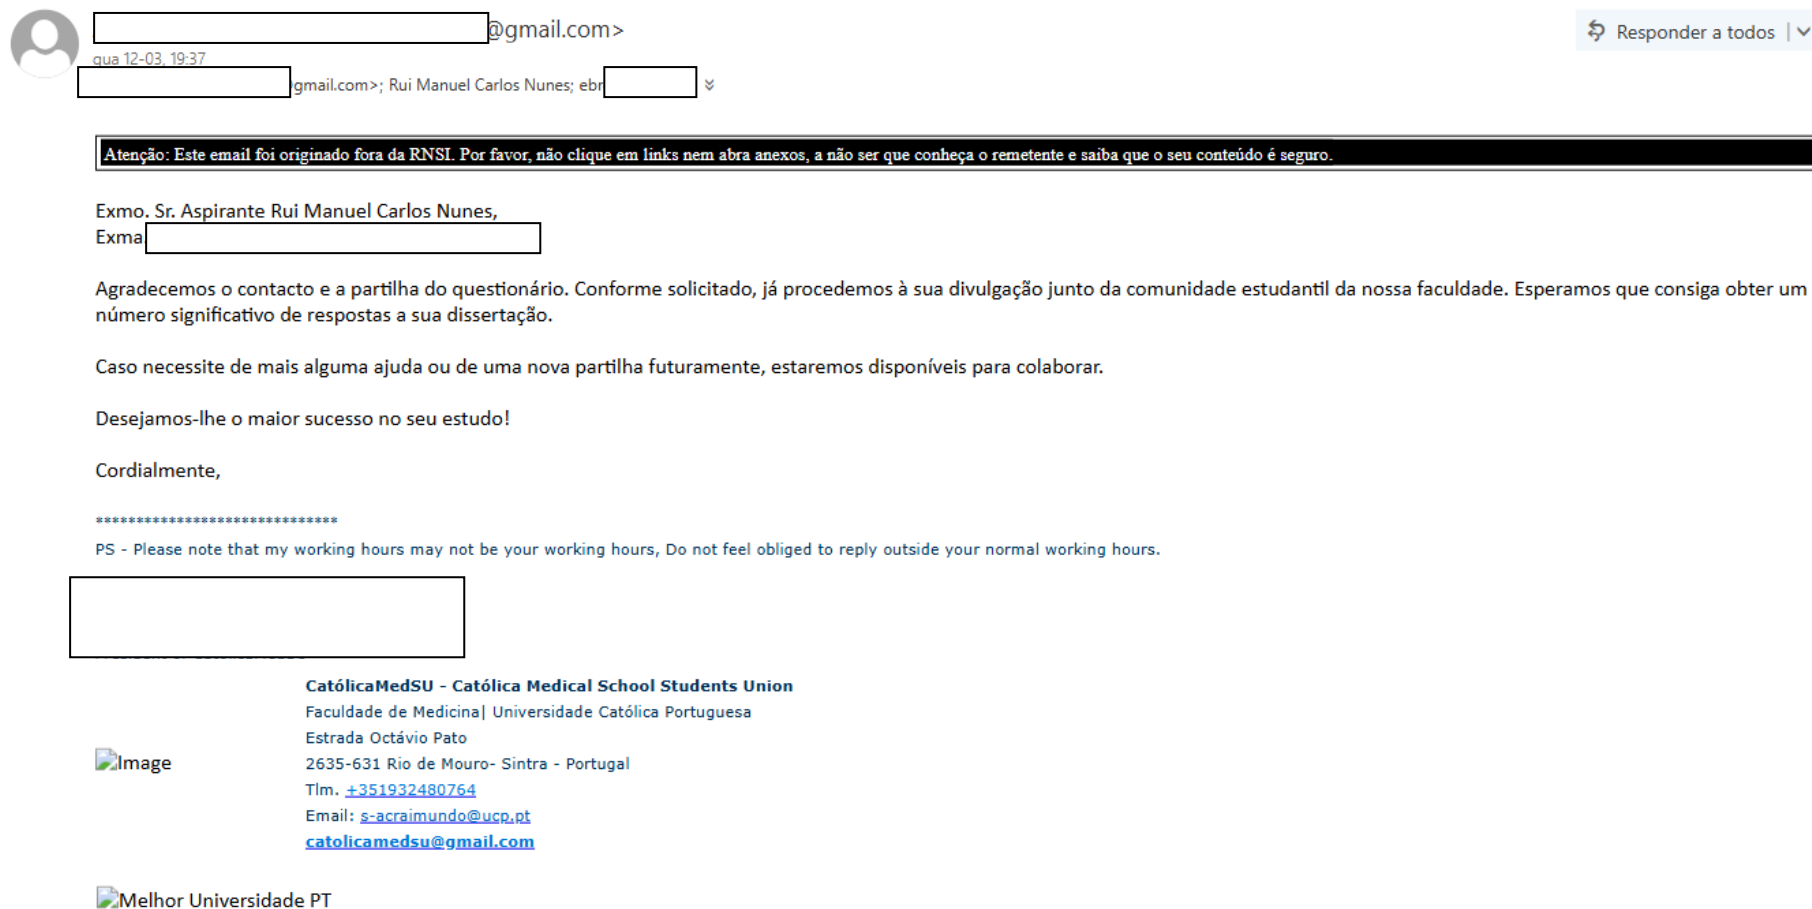 @gmail.com>
Responder a todos
qua 12-03, 19:37
gmail.com>; Rui Manuel Carlos Nunes; ebr
Atenção: Este email foi originado fora da RNSI. Por favor, não clique em links nem abra anexos, a não ser que conheça o remetente e saiba que o seu conteúdo é seguro.
Exmo. Sr. Aspirante Rui Manuel Carlos Nunes,
Exma
Agradecemos o contacto e a partilha do questionário. Conforme solicitado, já procedemos à sua divulgação junto da comunidade estudantil da nossa faculdade. Esperamos que consiga obter um
número significativo de respostas a sua dissertação.
Caso necessite de mais alguma ajuda ou de uma nova partilha futuramente, estaremos disponíveis para colaborar.
Desejamos-lhe o maior sucesso no seu estudo!
Cordialmente,
******************************
PS - Please note that my working hours may not be your working hours, Do not feel obliged to reply outside your normal working hours.
CatólicaMedSU - Católica Medical School Students Union
Faculdade de Medicina| Universidade Católica Portuguesa
Estrada Octávio Pato
Image
2635-631 Rio de Mouro- Sintra - Portugal
Tlm. +351932480764
Email: s-acraimundo@ucp.pt
catolicamedsu@gmail.com
Melhor Universidade PT